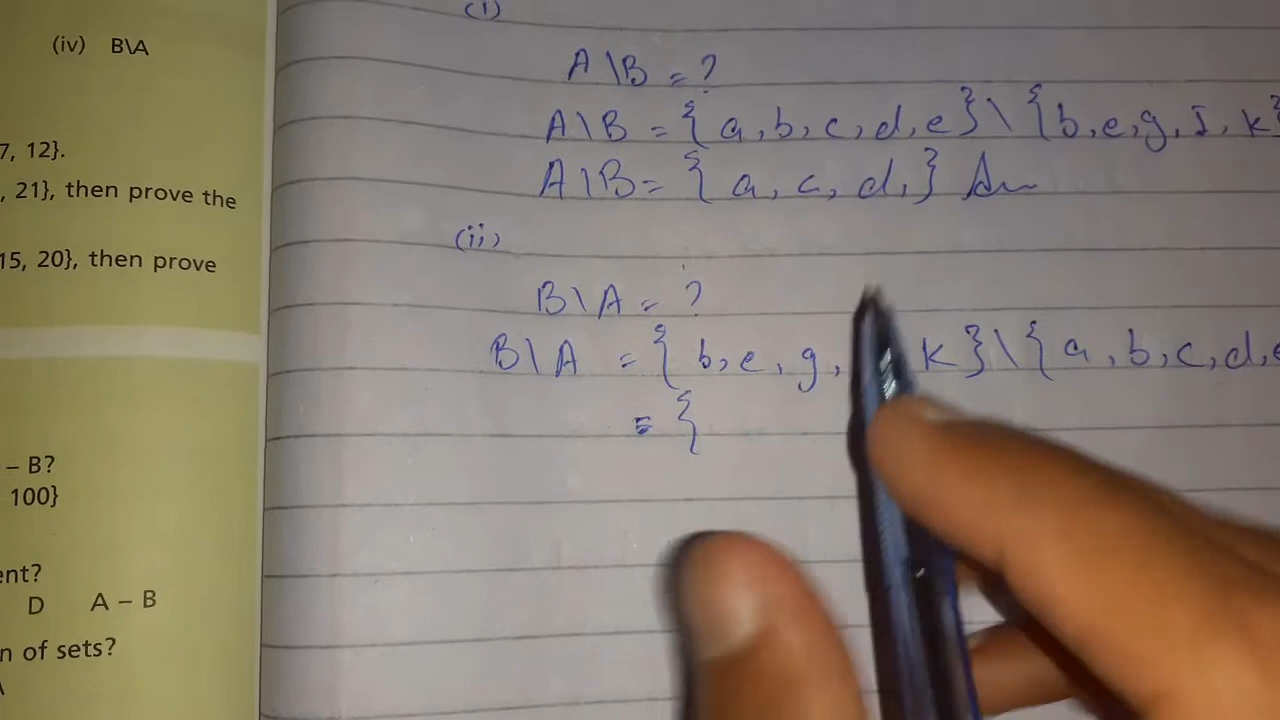 (iv) B\A
7, 12}.
, 21}, then prove the
15, 20}, then prove
– B?
100}
ent?
D A – B
n of sets?
(i)
A\B = ?
A\B = { a, b, c, d, e } \ { b, e, g, j, k }
A\B = { a, c, d, } Ans
(ii)
B\A = ?
B\A = { b, e, g, k } \ { a, b, c, d, e
= {